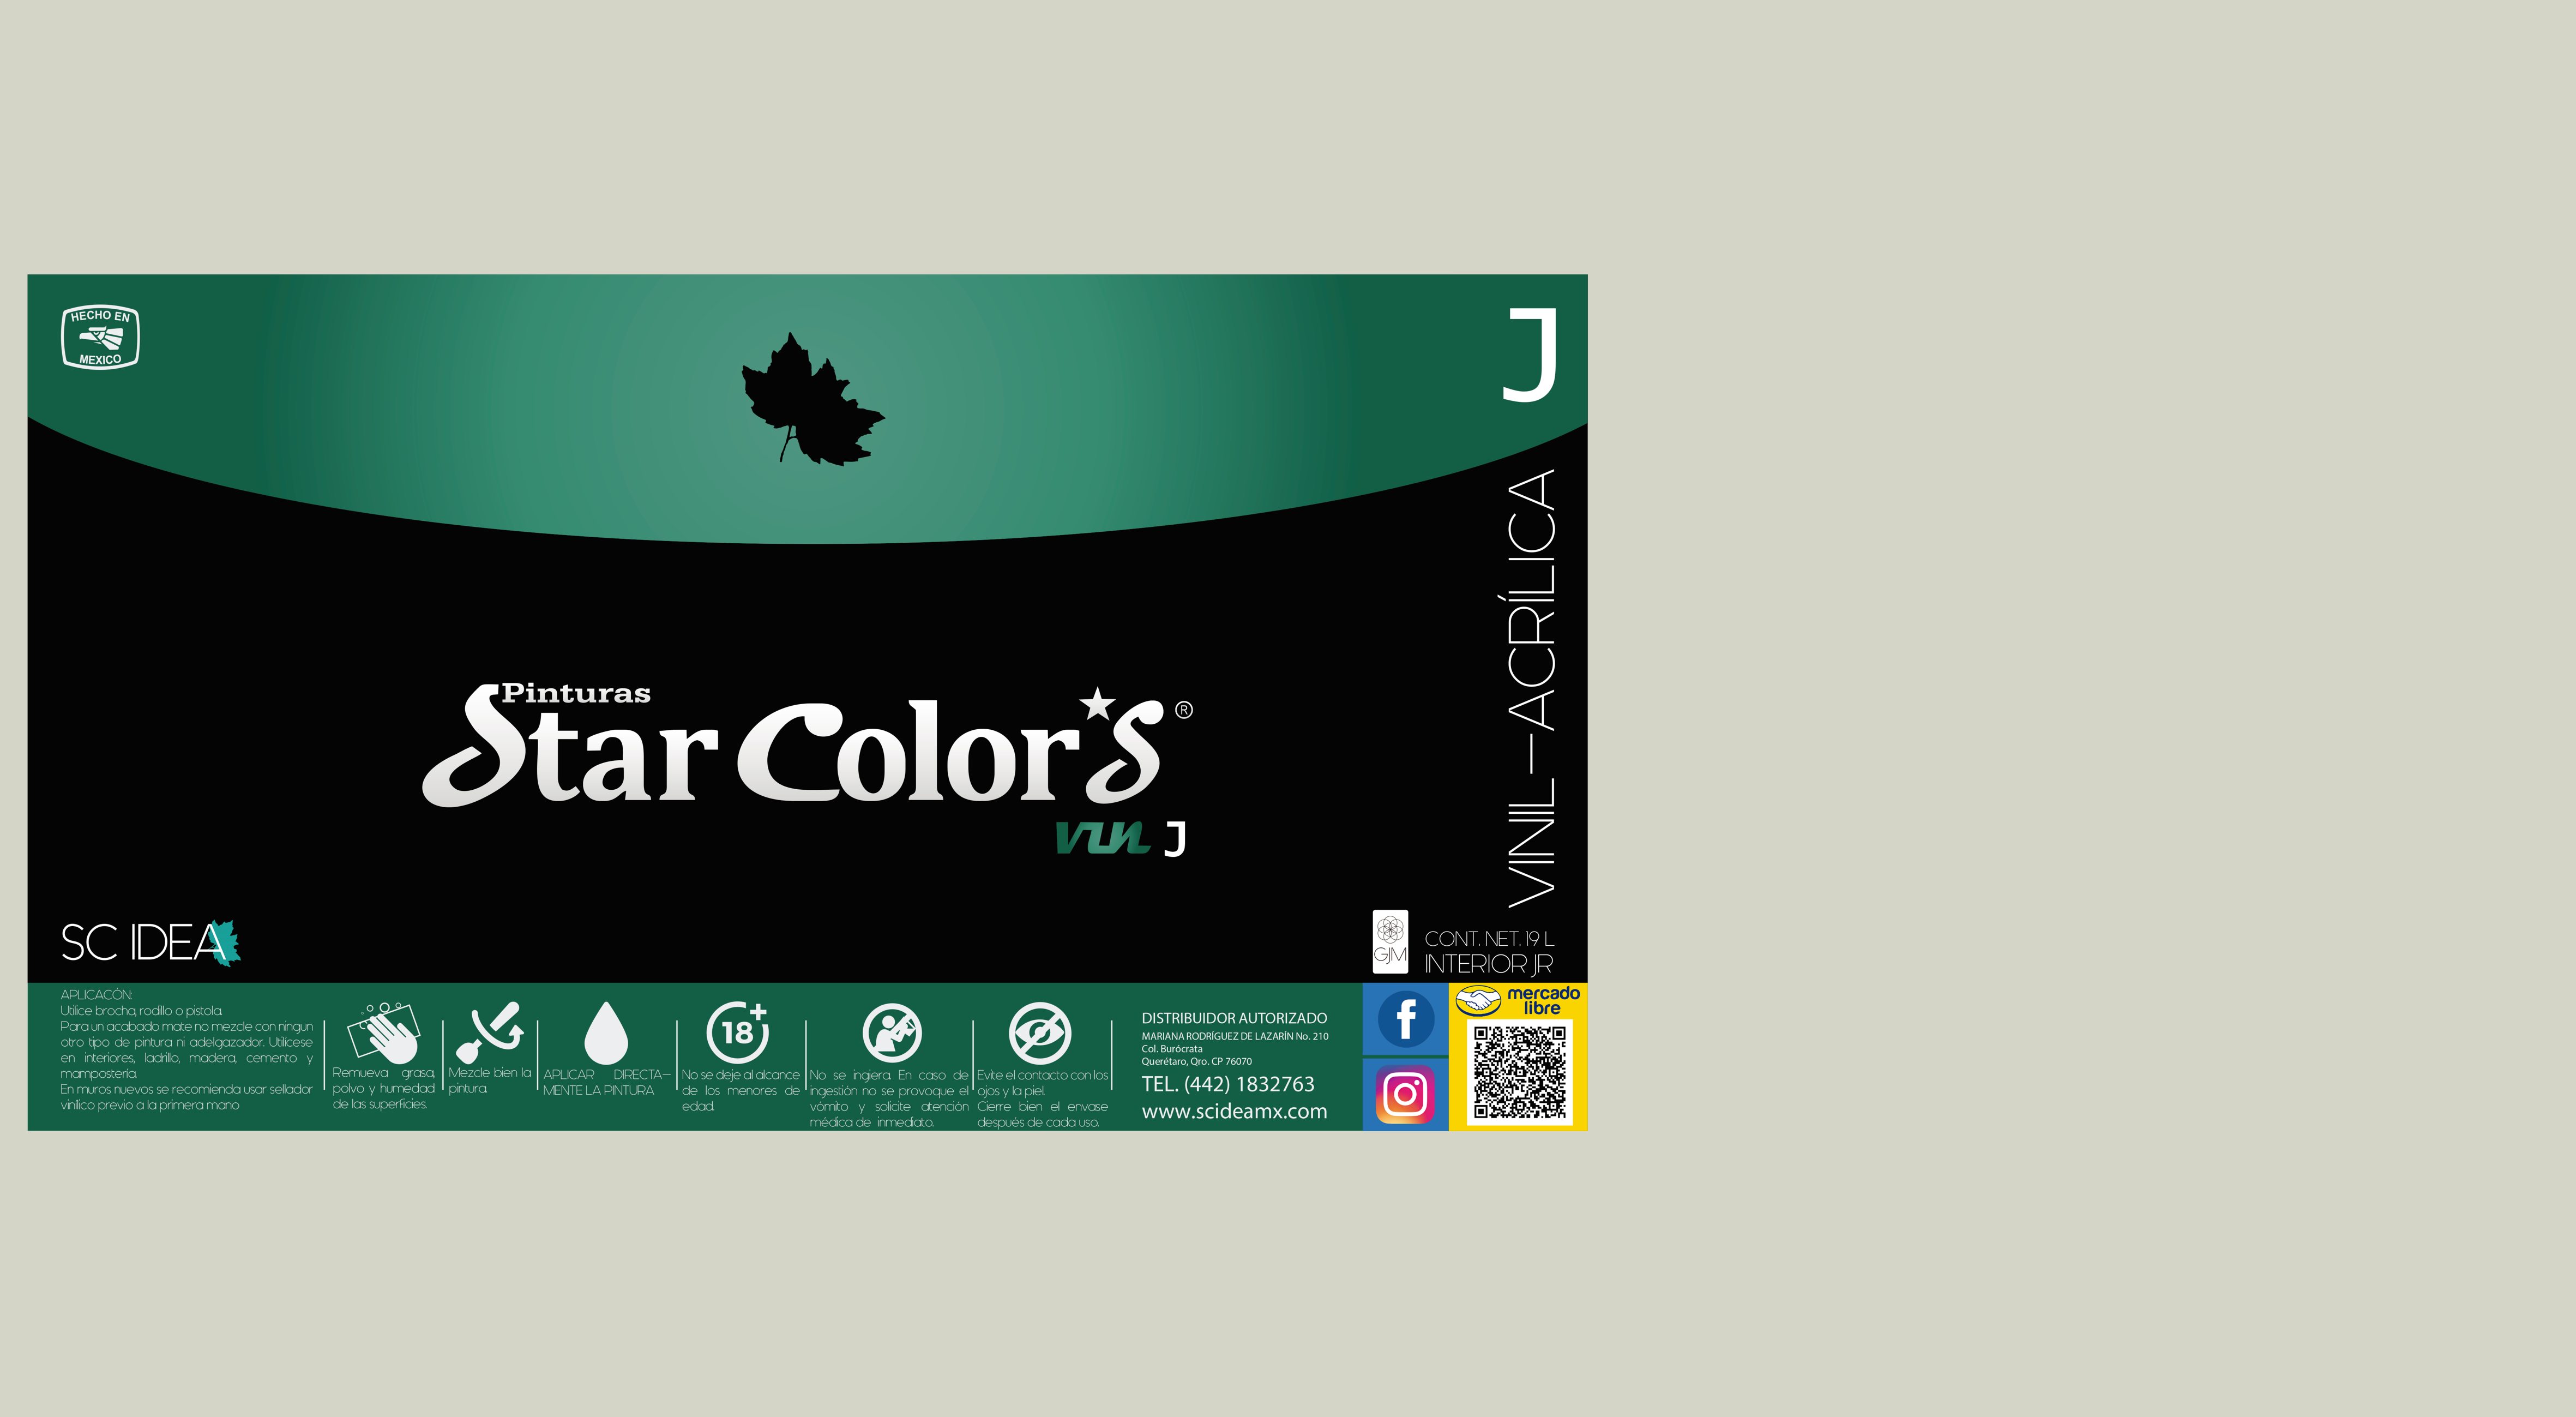 HECHO EN
MEXICO
J
VINIL-ACRÍLICA
Pinturas
Star Color's ®
VIN J
SC IDEA
GJM
CONT. NET. 19 L
INTERIOR JR
APLICACÓN:
Utilice brocha, rodillo o pistola.
Para un acabado mate no mezcle con ningun
otro tipo de pintura ni adelgazador. Utilícese
en interiores, ladrillo, madera, cemento y
mampostería.
En muros nuevos se recomienda usar sellador
vinílico previo a la primera mano
Remueva grasa,
polvo y humedad
de las superficies.
Mezcle bien la
pintura.
APLICAR DIRECTA-
MENTE LA PINTURA
18+
No se deje al alcance
de los menores de
edad.
No se ingiera. En caso de
ingestión no se provoque el
vómito y solicite atención
médica de inmediato.
Evite el contacto con los
ojos y la piel.
Cierre bien el envase
después de cada uso.
DISTRIBUIDOR AUTORIZADO
MARIANA RODRÍGUEZ DE LAZARÍN No. 210
Col. Burócrata
Querétaro, Qro. CP 76070
TEL. (442) 1832763
www.scideamx.com
f
mercado
libre